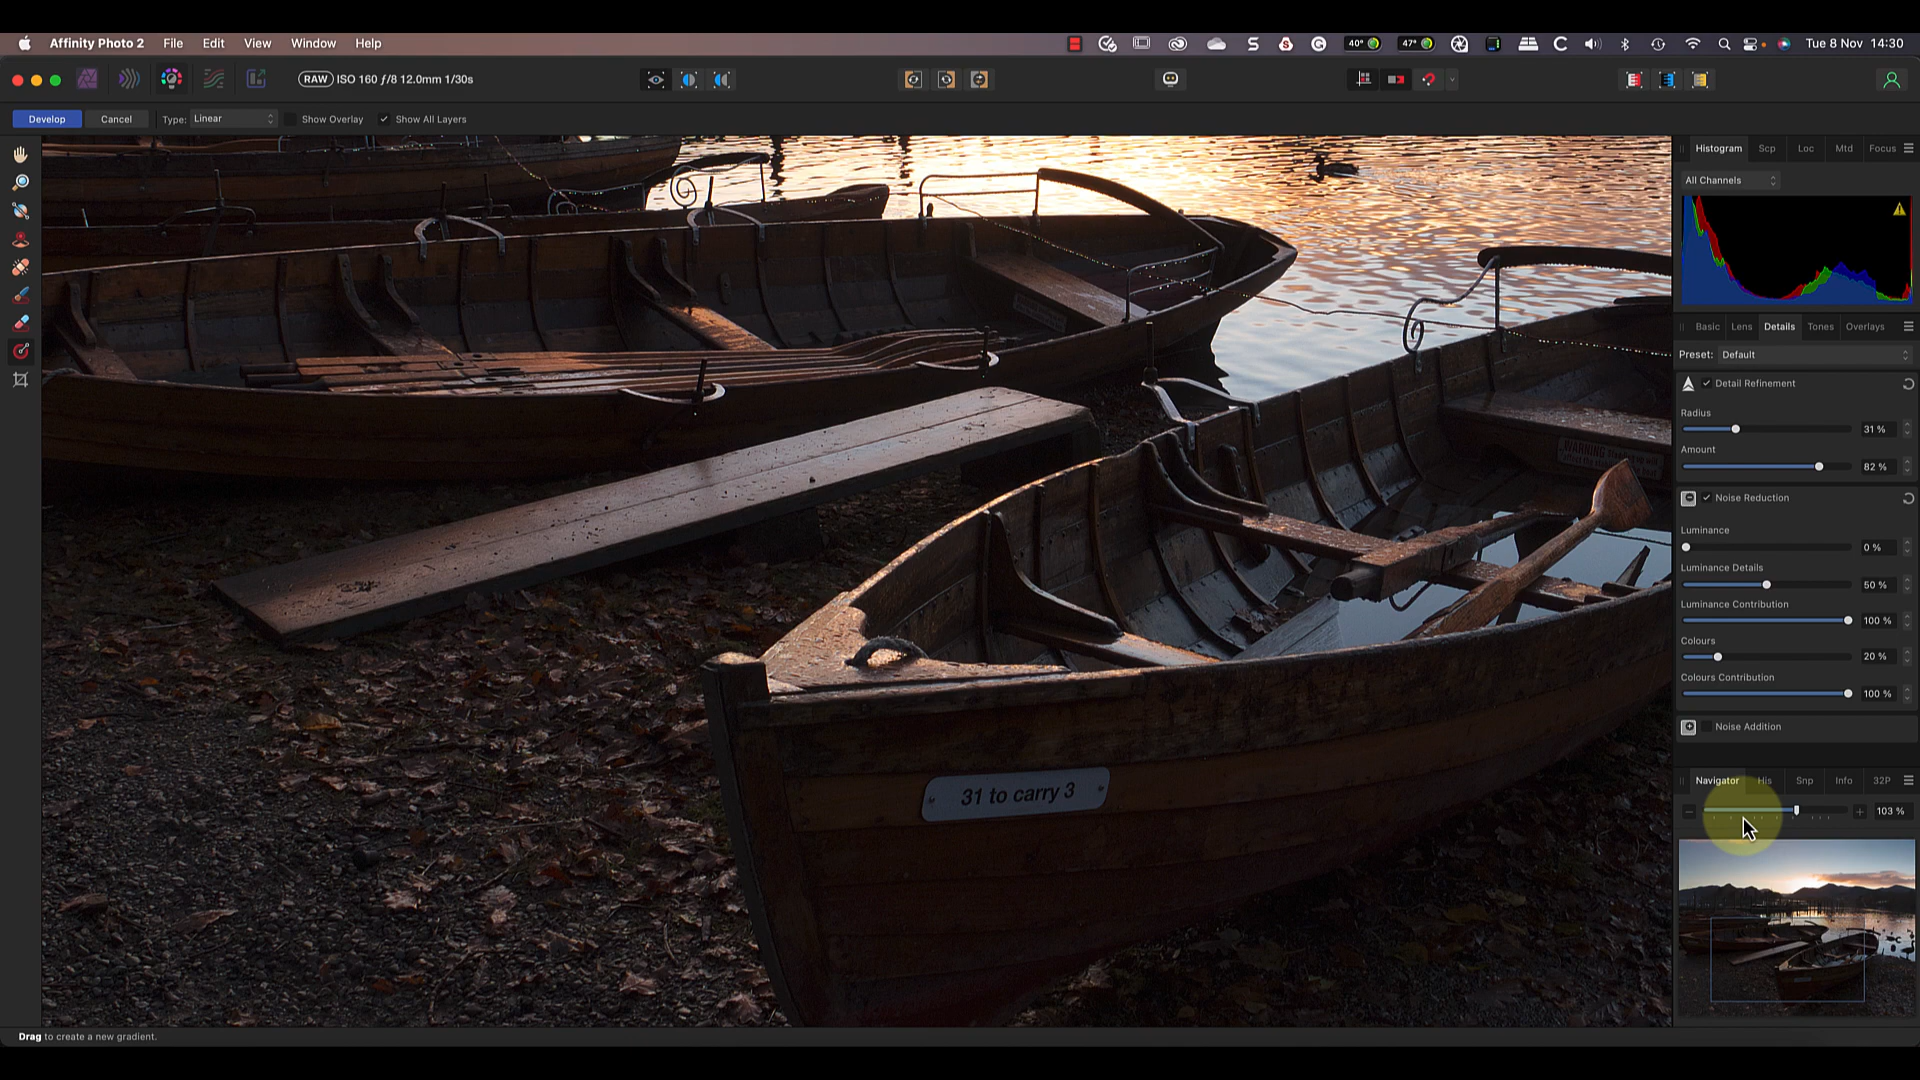 Affinity Photo 2 File Edit View Window Help 40° 47° Tue 8 Nov 14:30
RAW ISO 160 ƒ/8 12.0mm 1/30s
Develop Cancel Type: Linear Show Overlay Show All Layers
Histogram Scp Loc Mtd Focus
All Channels
Basic Lens Details Tones Overlays
Preset: Default
Detail Refinement
Radius
31 %
Amount
82 %
Noise Reduction
Luminance
0 %
Luminance Details
50 %
Luminance Contribution
100 %
Colours
20 %
Colours Contribution
100 %
Noise Addition
Navigator His Snp Info 32P
103 %
WARNING
31 to carry 3
Drag to create a new gradient.